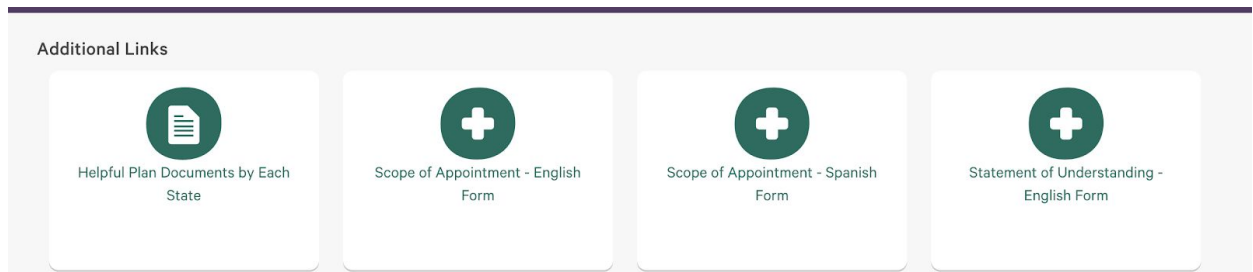 Additional Links
Helpful Plan Documents by Each
State
Scope of Appointment - English
Form
Scope of Appointment - Spanish
Form
Statement of Understanding -
English Form